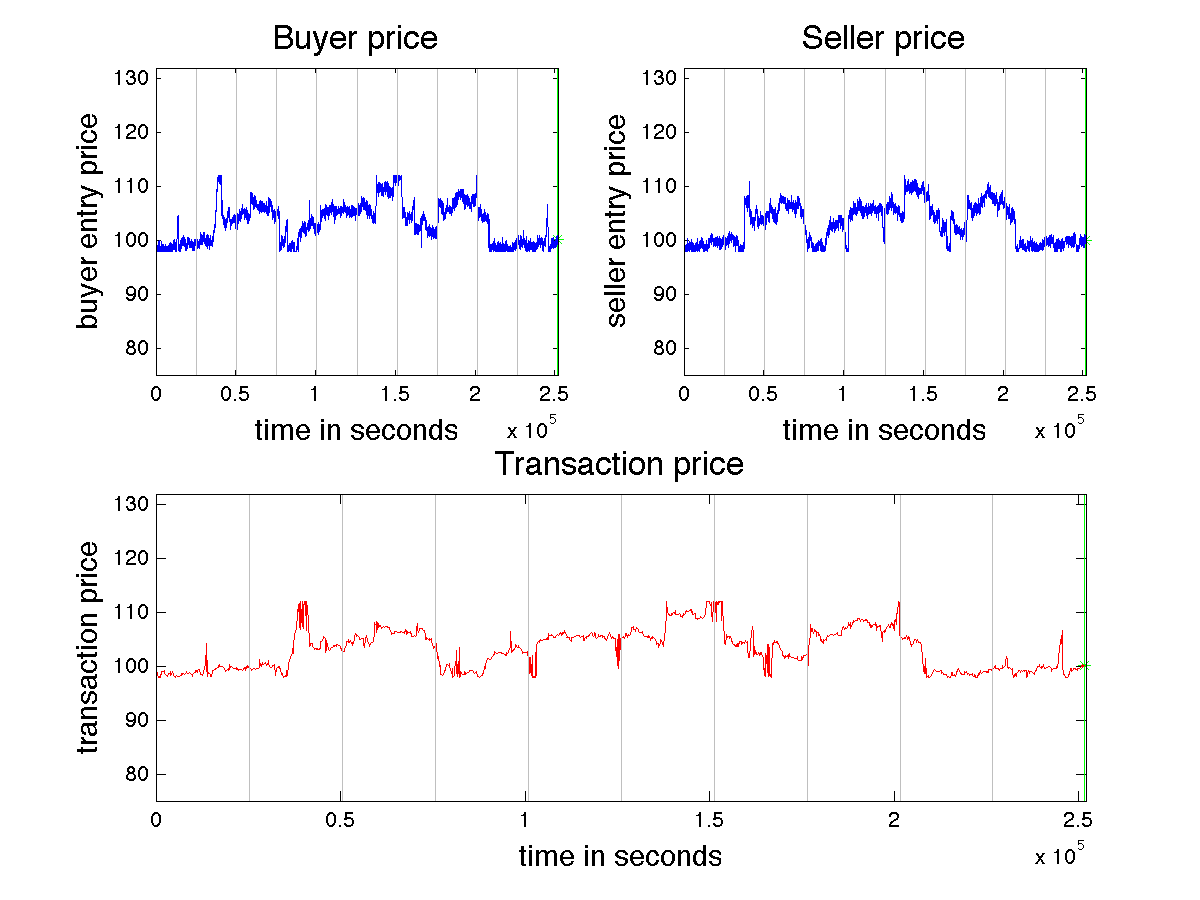 Buyer price
Seller price
130
120
110
100
90
80
buyer entry price
0 0.5 1 1.5 2 2.5
x 10^5
time in seconds
130
120
110
100
90
80
seller entry price
0 0.5 1 1.5 2 2.5
x 10^5
time in seconds
Transaction price
130
120
110
100
90
80
transaction price
0 0.5 1 1.5 2 2.5
x 10^5
time in seconds